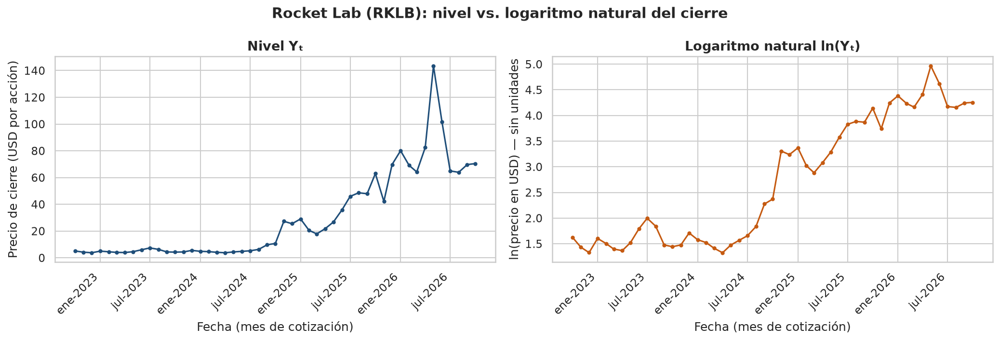 Rocket Lab (RKLB): nivel vs. logaritmo natural del cierre
Nivel Yₜ
Precio de cierre (USD por acción)
140
120
100
80
60
40
20
0
ene-2023
jul-2023
ene-2024
jul-2024
ene-2025
jul-2025
ene-2026
jul-2026
Fecha (mes de cotización)
Logaritmo natural ln(Yₜ)
ln(precio en USD) — sin unidades
5.0
4.5
4.0
3.5
3.0
2.5
2.0
1.5
ene-2023
jul-2023
ene-2024
jul-2024
ene-2025
jul-2025
ene-2026
jul-2026
Fecha (mes de cotización)